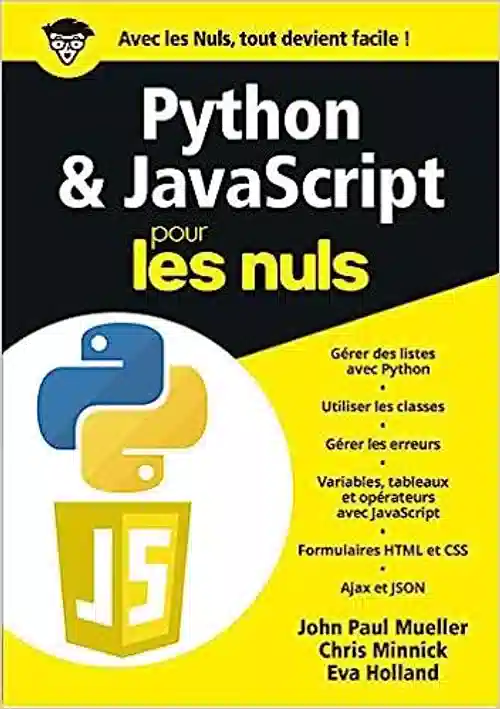 Avec les Nuls, tout devient facile !
Python
& JavaScript
pour
les nuls
Gérer des listes
avec Python
•
Utiliser les classes
•
Gérer les erreurs
•
Variables, tableaux
et opérateurs
avec JavaScript
•
Formulaires HTML et CSS
•
Ajax et JSON
JS
John Paul Mueller
Chris Minnick
Eva Holland